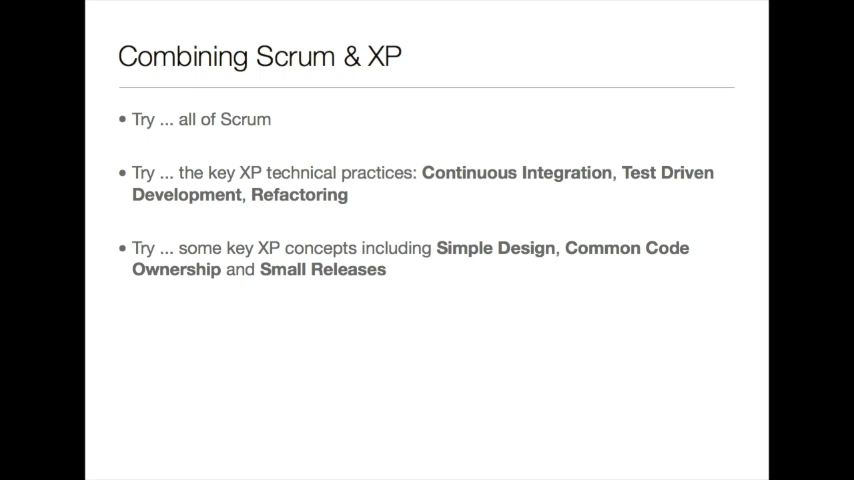 Combining Scrum & XP
• Try ... all of Scrum
• Try ... the key XP technical practices: Continuous Integration, Test Driven
Development, Refactoring
• Try ... some key XP concepts including Simple Design, Common Code
Ownership and Small Releases